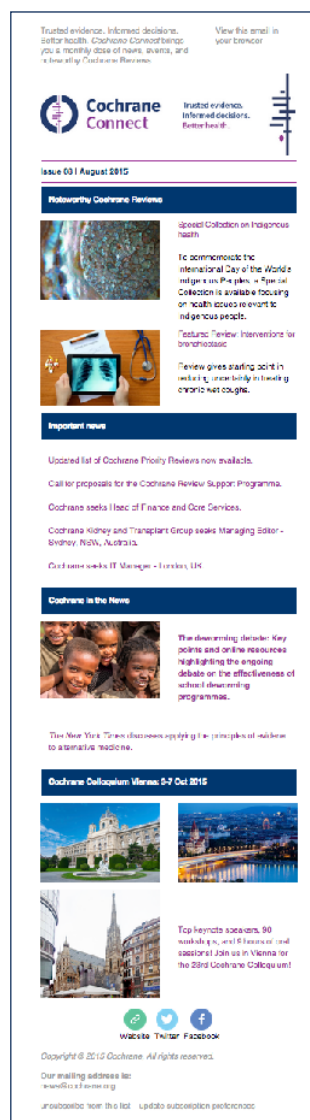 Trusted evidence. Informed decisions.
Better health. Cochrane Connect brings
you a monthly dose of news, events, and
noteworthy Cochrane Reviews
View this email in
your browser
Cochrane
Connect
Trusted evidence.
Informed decisions.
Better health.
Issue 08 | August 2015
Noteworthy Cochrane Reviews
Special Collection on Indigenous
health
To commemorate the
International Day of the World's
Indigenous Peoples, a Special
Collection is available focusing
on health issues relevant to
indigenous people.
Featured Review: Interventions for
bronchiectasis
Review gives starting point in
reducing uncertainty in treating
chronic wet coughs.
Important news
Updated list of Cochrane Priority Reviews now available.
Call for proposals for the Cochrane Review Support Programme.
Cochrane seeks Head of Finance and Core Services.
Cochrane Kidney and Transplant Group seeks Managing Editor -
Sydney, NSW, Australia.
Cochrane seeks IT Manager - London, UK
Cochrane in the News
The deworming debate: Key
points and online resources
highlighting the ongoing
debate on the effectiveness of
school deworming
programmes.
The New York Times discusses applying the principles of evidence
to alternative medicine.
Cochrane Colloquium Vienna: 3-7 Oct 2015
Top keynote speakers, 90
workshops, and 9 hours of oral
sessions! Join us in Vienna for
the 23rd Cochrane Colloquium!
Website Twitter Facebook
Copyright © 2015 Cochrane. All rights reserved.
Our mailing address is:
news@cochrane.org
unsubscribe from this list update subscription preferences